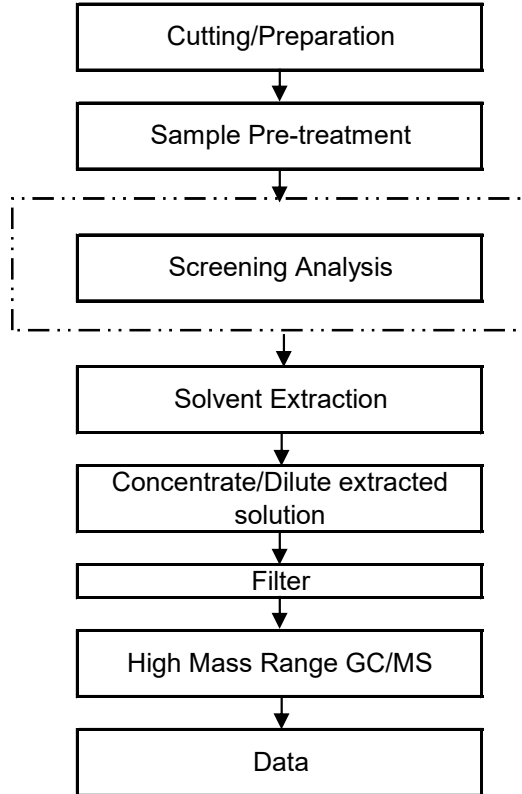 Cutting/Preparation
Sample Pre-treatment
Screening Analysis
Solvent Extraction
Concentrate/Dilute extracted
solution
Filter
High Mass Range GC/MS
Data